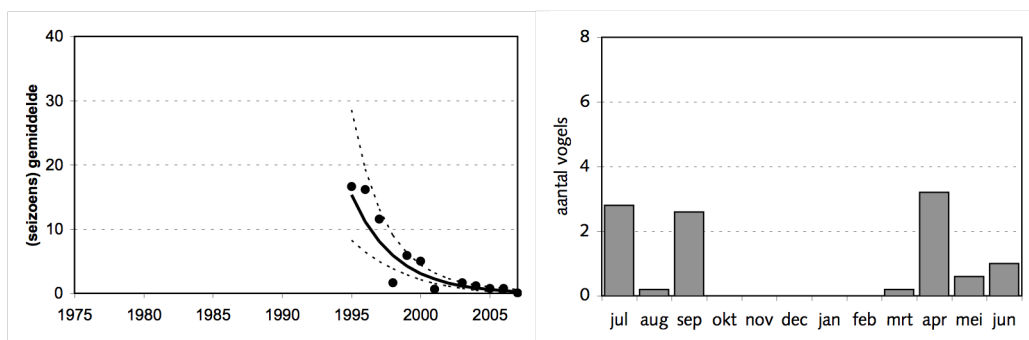 (seizoens) gemiddelde
40
30
20
10
0
1975 1980 1985 1990 1995 2000 2005
aantal vogels
8
6
4
2
0
jul aug sep okt nov dec jan feb mrt apr mei jun